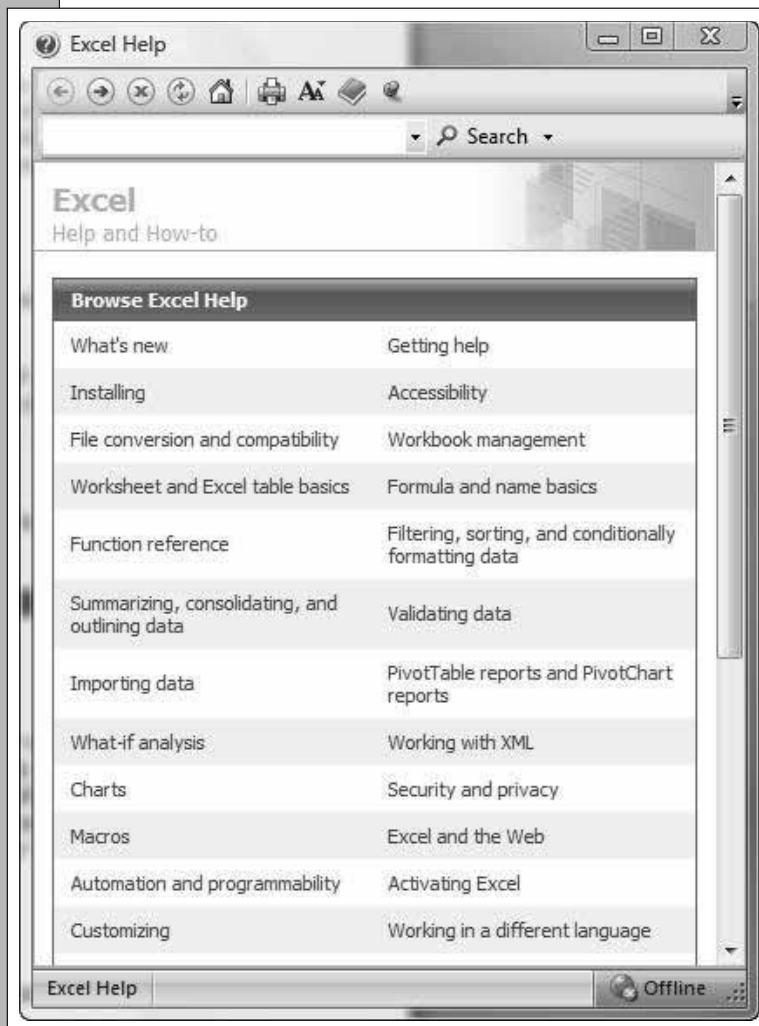 Excel Help
Search
Excel
Help and How-to
Browse Excel Help
What's new
Getting help
Installing
Accessibility
File conversion and compatibility
Workbook management
Worksheet and Excel table basics
Formula and name basics
Function reference
Filtering, sorting, and conditionally
formatting data
Summarizing, consolidating, and
outlining data
Validating data
Importing data
PivotTable reports and PivotChart
reports
What-if analysis
Working with XML
Charts
Security and privacy
Macros
Excel and the Web
Automation and programmability
Activating Excel
Customizing
Working in a different language
Excel Help
Offline